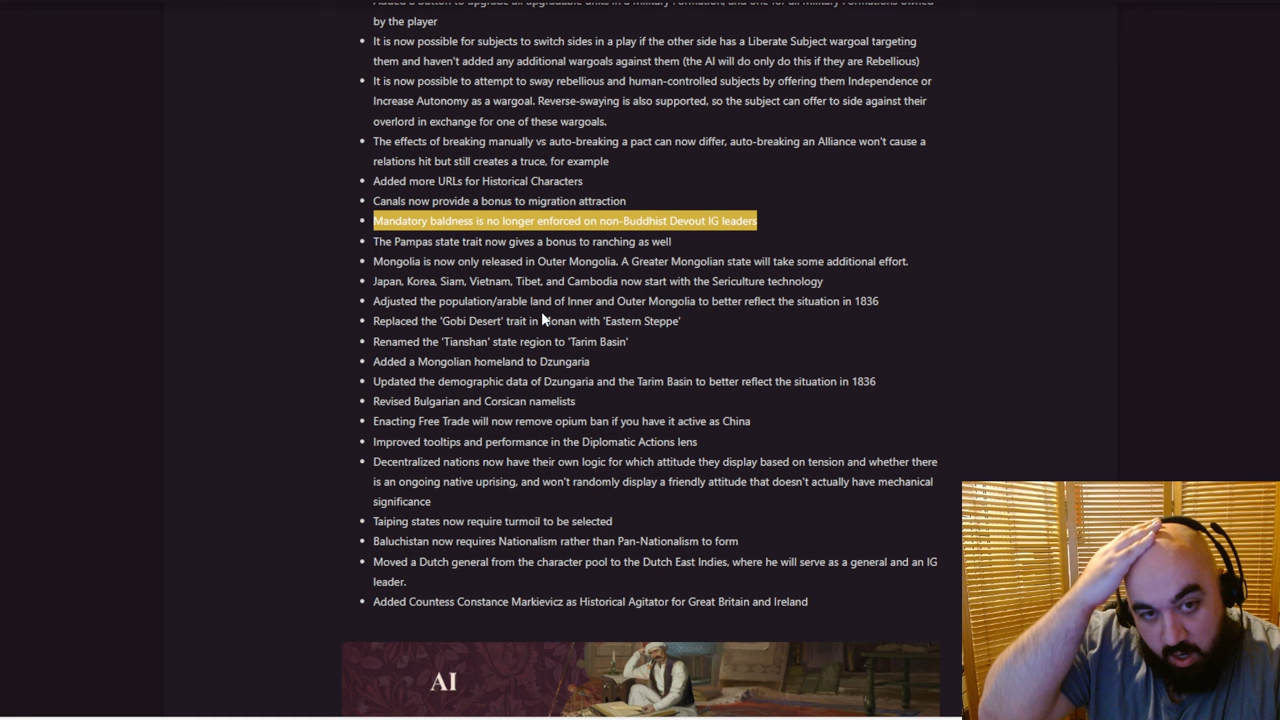 Added a button to upgrade all upgradable units in a Military Formation, and one for all Military Formations owned
by the player
It is now possible for subjects to switch sides in a play if the other side has a Liberate Subject wargoal targeting
them and haven't added any additional wargoals against them (the AI will do only do this if they are Rebellious)
It is now possible to attempt to sway rebellious and human-controlled subjects by offering them Independence or
Increase Autonomy as a wargoal. Reverse-swaying is also supported, so the subject can offer to side against their
overlord in exchange for one of these wargoals.
The effects of breaking manually vs auto-breaking a pact can now differ, auto-breaking an Alliance won't cause a
relations hit but still creates a truce, for example
Added more URLs for Historical Characters
Canals now provide a bonus to migration attraction
Mandatory baldness is no longer enforced on non-Buddhist Devout IG leaders
The Pampas state trait now gives a bonus to ranching as well
Mongolia is now only released in Outer Mongolia. A Greater Mongolian state will take some additional effort.
Japan, Korea, Siam, Vietnam, Tibet, and Cambodia now start with the Sericulture technology
Adjusted the population/arable land of Inner and Outer Mongolia to better reflect the situation in 1836
Replaced the 'Gobi Desert' trait in with 'Eastern Steppe'
Renamed the 'Tianshan' state region to 'Tarim Basin'
Added a Mongolian homeland to Dzungaria
Updated the demographic data of Dzungaria and the Tarim Basin to better reflect the situation in 1836
Revised Bulgarian and Corsican namelists
Enacting Free Trade will now remove opium ban if you have it active as China
Improved tooltips and performance in the Diplomatic Actions lens
Decentralized nations now have their own logic for which attitude they display based on tension and whether there
is an ongoing native uprising, and won't randomly display a friendly attitude that doesn't actually have mechanical
significance
Taiping states now require turmoil to be selected
Baluchistan now requires Nationalism rather than Pan-Nationalism to form
Moved a Dutch general from the character pool to the Dutch East Indies, where he will serve as a general and an IG
leader.
Added Countess Constance Markievicz as Historical Agitator for Great Britain and Ireland
AI